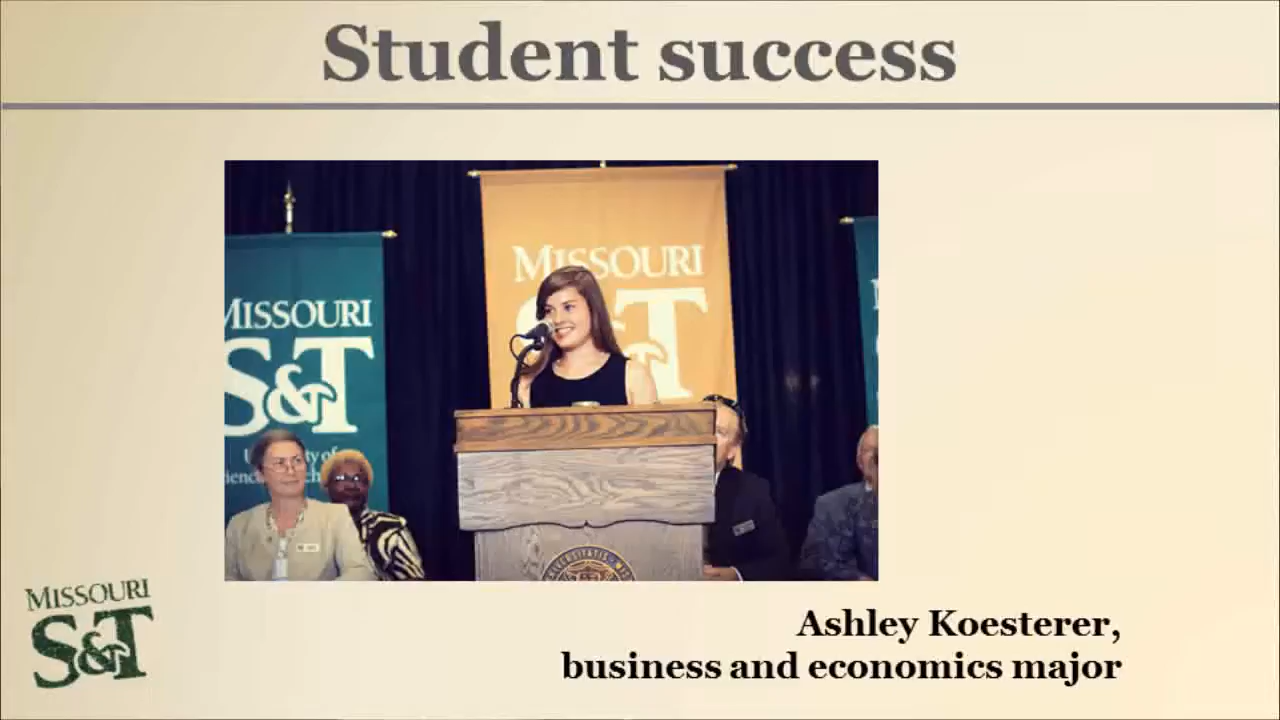 Student success
MISSOURI
MISSOURI
S&T
S&T
Ashley Koesterer,
business and economics major
MISSOURI
S&T